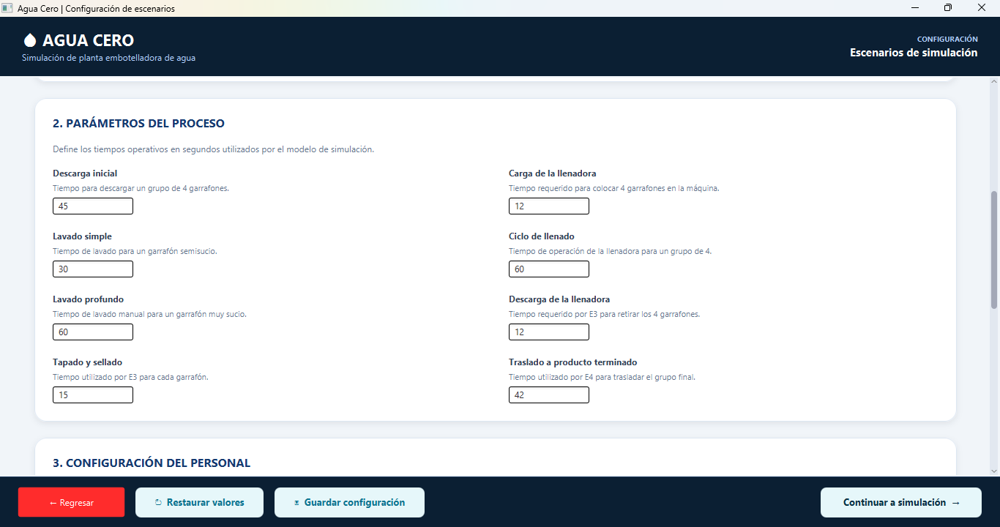 Agua Cero | Configuración de escenarios
AGUA CERO
Simulación de planta embotelladora de agua
CONFIGURACIÓN
Escenarios de simulación
2. PARÁMETROS DEL PROCESO
Define los tiempos operativos en segundos utilizados por el modelo de simulación.
Descarga inicial
Tiempo para descargar un grupo de 4 garrafones.
45
Carga de la llenadora
Tiempo requerido para colocar 4 garrafones en la máquina.
12
Lavado simple
Tiempo de lavado para un garrafón semisucio.
30
Ciclo de llenado
Tiempo de operación de la llenadora para un grupo de 4.
60
Lavado profundo
Tiempo de lavado manual para un garrafón muy sucio.
60
Descarga de la llenadora
Tiempo requerido por E3 para retirar los 4 garrafones.
12
Tapado y sellado
Tiempo utilizado por E3 para cada garrafón.
15
Traslado a producto terminado
Tiempo utilizado por E4 para trasladar el grupo final.
42
3. CONFIGURACIÓN DEL PERSONAL
← Regresar
Restaurar valores
Guardar configuración
Continuar a simulación →